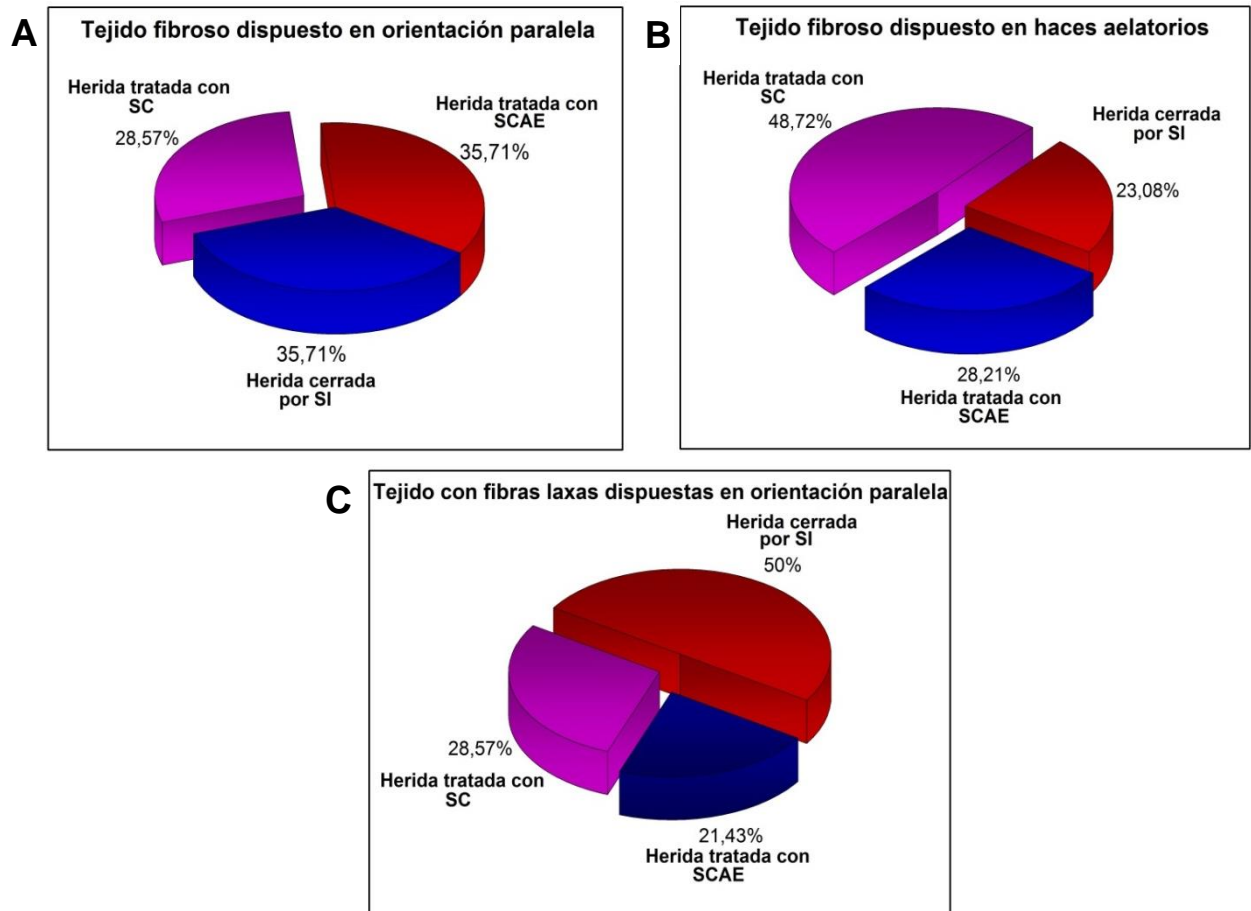 A
Tejido fibroso dispuesto en orientación paralela
Herida tratada con
SC
28,57%
Herida tratada con
SCAE
35,71%
35,71%
Herida cerrada
por SI
B
Tejido fibroso dispuesto en haces aelatorios
Herida tratada con
SC
48,72%
Herida cerrada
por SI
23,08%
28,21%
Herida tratada con
SCAE
C
Tejido con fibras laxas dispuestas en orientación paralela
Herida cerrada
por SI
50%
28,57%
Herida tratada con
SC
21,43%
Herida tratada con
SCAE